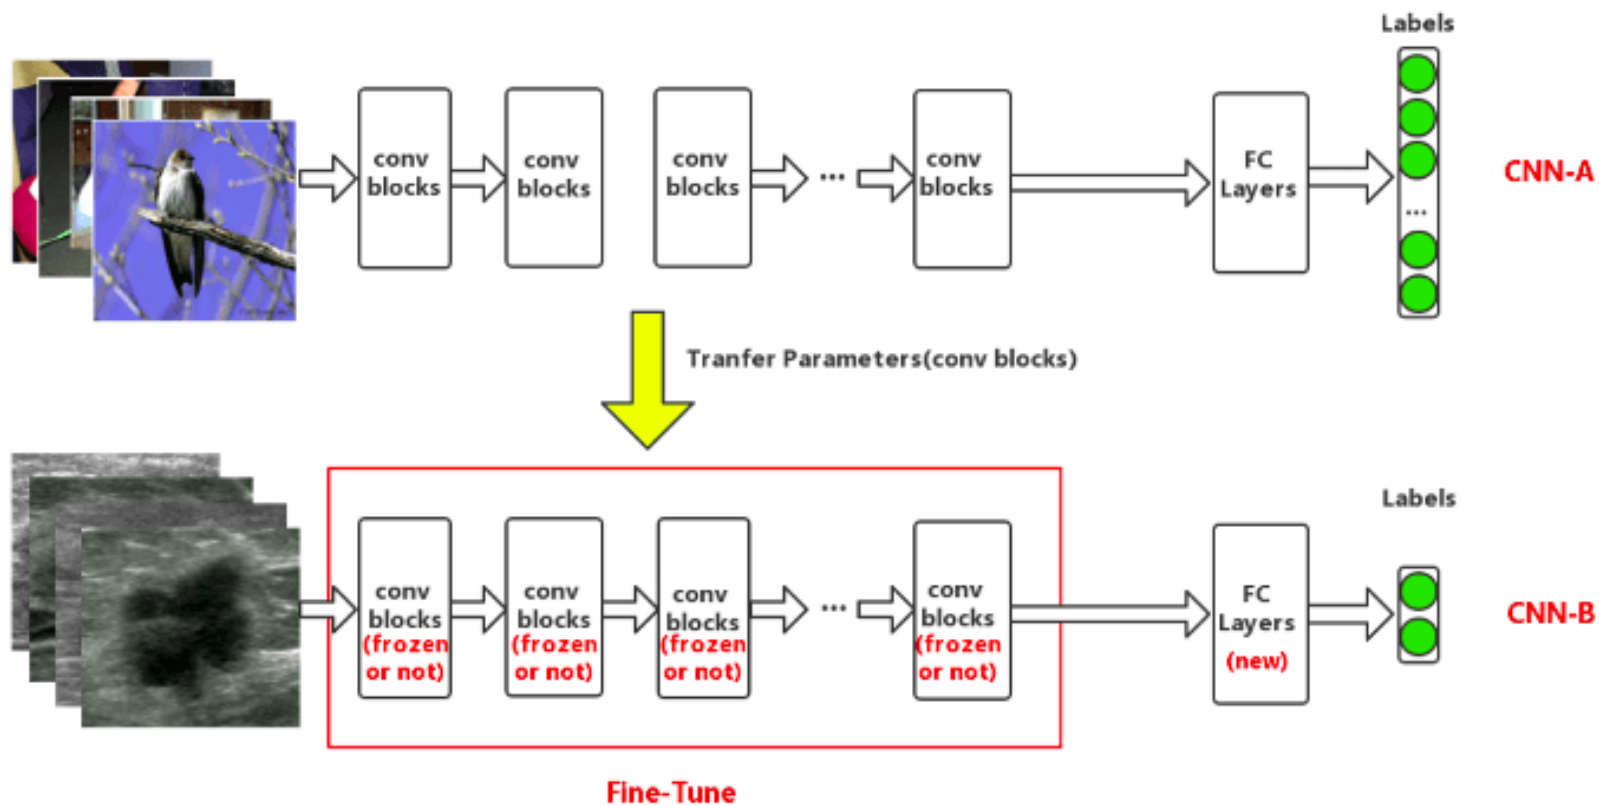 Labels
conv
blocks
conv
blocks
conv
blocks
...
conv
blocks
FC
Layers
...
CNN-A
Tranfer Parameters(conv blocks)
Labels
conv
blocks
(frozen
or not)
conv
blocks
(frozen
or not)
conv
blocks
(frozen
or not)
...
conv
blocks
(frozen
or not)
FC
Layers
(new)
CNN-B
Fine-Tune